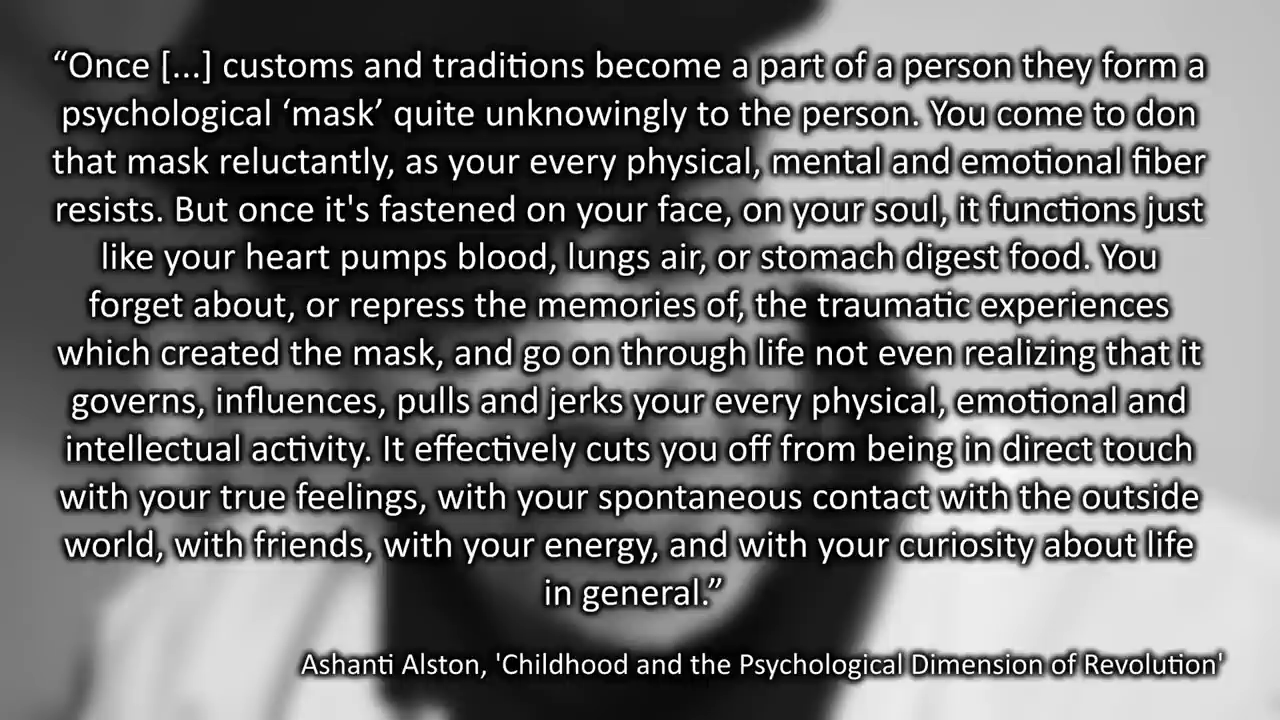 “Once [...] customs and traditions become a part of a person they form a
psychological ‘mask’ quite unknowingly to the person. You come to don
that mask reluctantly, as your every physical, mental and emotional fiber
resists. But once it's fastened on your face, on your soul, it functions just
like your heart pumps blood, lungs air, or stomach digest food. You
forget about, or repress the memories of, the traumatic experiences
which created the mask, and go on through life not even realizing that it
governs, influences, pulls and jerks your every physical, emotional and
intellectual activity. It effectively cuts you off from being in direct touch
with your true feelings, with your spontaneous contact with the outside
world, with friends, with your energy, and with your curiosity about life
in general.”
Ashanti Alston, 'Childhood and the Psychological Dimension of Revolution'